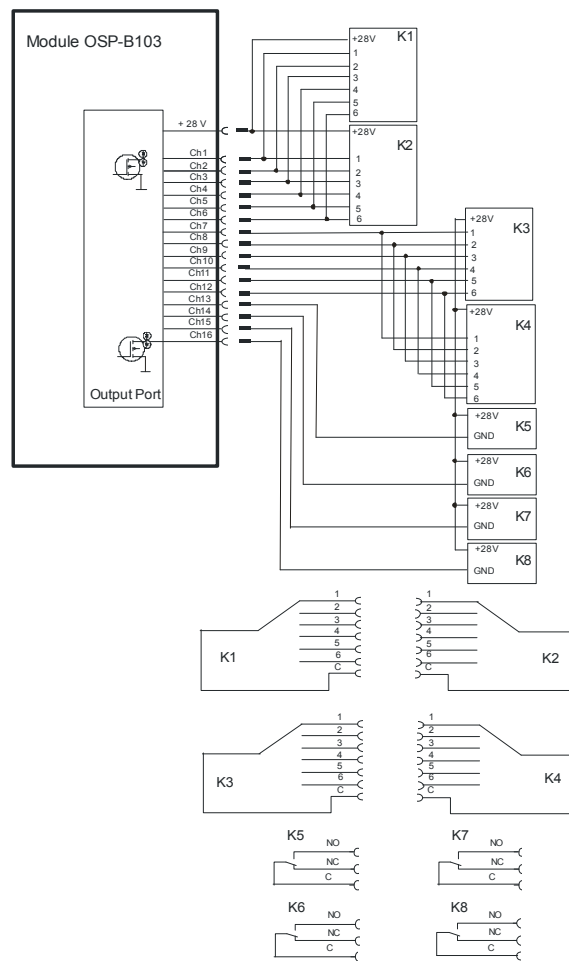 Module OSP-B103
+ 28 V
Ch1
Ch2
Ch3
Ch4
Ch5
Ch6
Ch7
Ch8
Ch9
Ch10
Ch11
Ch12
Ch13
Ch14
Ch15
Ch16
Output Port
+28V
K1
1
2
3
4
5
6
+28V
K2
1
2
3
4
5
6
+28V
K3
1
2
3
4
5
6
+28V
K4
1
2
3
4
5
6
+28V
K5
GND
+28V
K6
GND
+28V
K7
GND
+28V
K8
GND
K1
1
2
3
4
5
6
C
K2
1
2
3
4
5
6
C
K3
1
2
3
4
5
6
C
K4
1
2
3
4
5
6
C
K5
NO
NC
C
K7
NO
NC
C
K6
NO
NC
C
K8
NO
NC
C